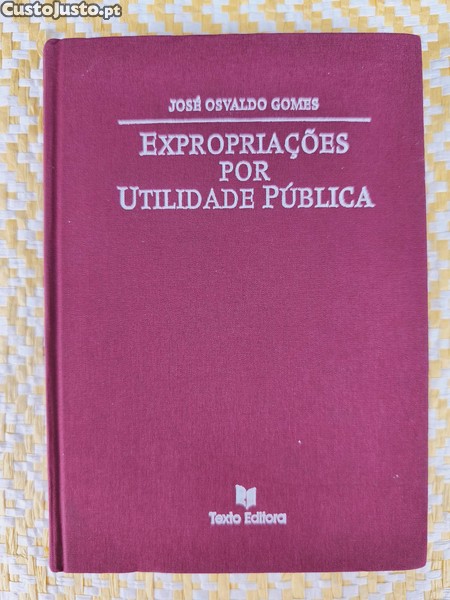 CustoJusto.pt
JOSÉ OSVALDO GOMES
EXPROPRIAÇÕES
POR
UTILIDADE PÚBLICA
Texto Editora